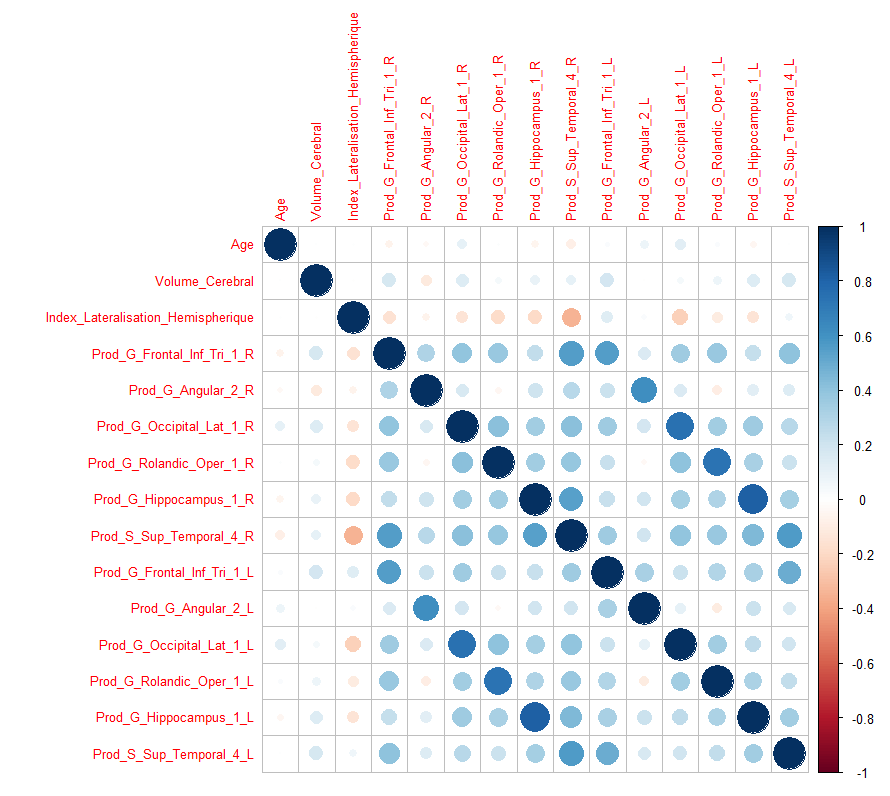 Age
Volume_Cerebral
Index_Lateralisation_Hemispherique
Prod_G_Frontal_Inf_Tri_1_R
Prod_G_Angular_2_R
Prod_G_Occipital_Lat_1_R
Prod_G_Rolandic_Oper_1_R
Prod_G_Hippocampus_1_R
Prod_S_Sup_Temporal_4_R
Prod_G_Frontal_Inf_Tri_1_L
Prod_G_Angular_2_L
Prod_G_Occipital_Lat_1_L
Prod_G_Rolandic_Oper_1_L
Prod_G_Hippocampus_1_L
Prod_S_Sup_Temporal_4_L
Age
Volume_Cerebral
Index_Lateralisation_Hemispherique
Prod_G_Frontal_Inf_Tri_1_R
Prod_G_Angular_2_R
Prod_G_Occipital_Lat_1_R
Prod_G_Rolandic_Oper_1_R
Prod_G_Hippocampus_1_R
Prod_S_Sup_Temporal_4_R
Prod_G_Frontal_Inf_Tri_1_L
Prod_G_Angular_2_L
Prod_G_Occipital_Lat_1_L
Prod_G_Rolandic_Oper_1_L
Prod_G_Hippocampus_1_L
Prod_S_Sup_Temporal_4_L
1
0.8
0.6
0.4
0.2
0
-0.2
-0.4
-0.6
-0.8
-1